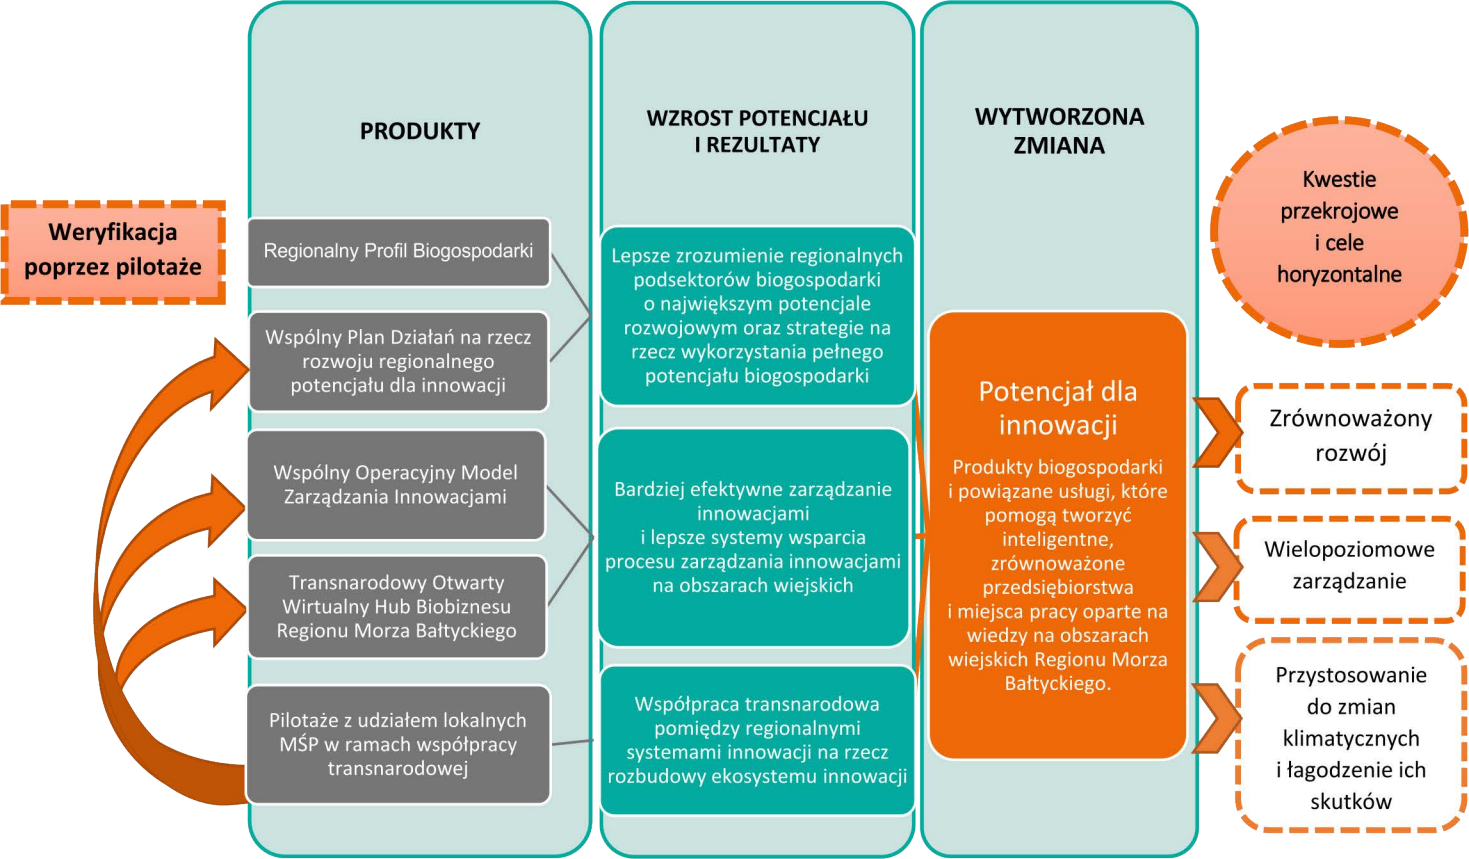 Weryfikacja
poprzez pilotaże
PRODUKTY
Regionalny Profil Biogospodarki
Wspólny Plan Działań na rzecz
rozwoju regionalnego
potencjału dla innowacji
Wspólny Operacyjny Model
Zarządzania Innowacjami
Transnarodowy Otwarty
Wirtualny Hub Biobiznesu
Regionu Morza Bałtyckiego
Pilotaże z udziałem lokalnych
MŚP w ramach współpracy
transnarodowej
WZROST POTENCJAŁU
I REZULTATY
Lepsze zrozumienie regionalnych
podsektorów biogospodarki
o największym potencjale
rozwojowym oraz strategie na
rzecz wykorzystania pełnego
potencjału biogospodarki
Bardziej efektywne zarządzanie
innowacjami
i lepsze systemy wsparcia
procesu zarządzania innowacjami
na obszarach wiejskich
Współpraca transnarodowa
pomiędzy regionalnymi
systemami innowacji na rzecz
rozbudowy ekosystemu innowacji
WYTWORZONA
ZMIANA
Potencjał dla
innowacji
Produkty biogospodarki
i powiązane usługi, które
pomogą tworzyć
inteligentne,
zrównoważone
przedsiębiorstwa
i miejsca pracy oparte na
wiedzy na obszarach
wiejskich Regionu Morza
Bałtyckiego.
Kwestie
przekrojowe
i cele
horyzontalne
Zrównoważony
rozwój
Wielopoziomowe
zarządzanie
Przystosowanie
do zmian
klimatycznych
i łagodzenie ich
skutków